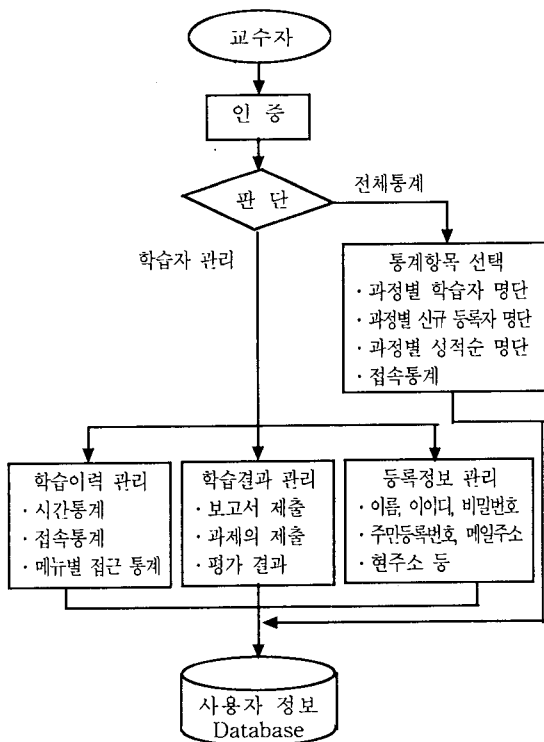 교수자
인 증
판 단
전체통계
학습자 관리
통계항목 선택
· 과정별 학습자 명단
· 과정별 신규 등록자 명단
· 과정별 성적순 명단
· 접속통계
학습이력 관리
· 시간통계
· 접속통계
· 메뉴별 접근 통계
학습결과 관리
· 보고서 제출
· 과제의 제출
· 평가 결과
등록정보 관리
· 이름, 이이디, 비밀번호
· 주민등록번호, 메일주소
· 현주소 등
사용자 정보
Database